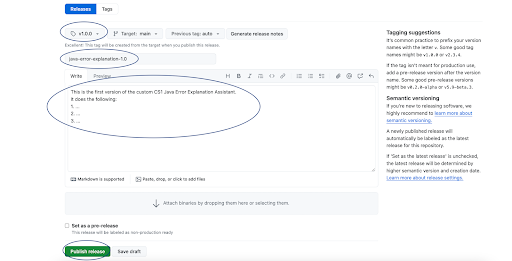 Releases Tags
v1.0.0 Target: main Previous tag: auto Generate release notes
Excellent! This tag will be created from the target when you publish this release.
java-error-explanation-1.0
Write Preview
This is the first version of the custom CS1 Java Error Explanation Assistant.
It does the following:
1. ...
2. ...
3. ...
Markdown is supported Paste, drop, or click to add files
Attach binaries by dropping them here or selecting them.
Set as a pre-release
This release will be labeled as non-production ready
Publish release Save draft
Tagging suggestions
It's common practice to prefix your
version names with the letter v. Some good
tag names might be v1.0.0 or v2.3.4.
If the tag isn't meant for production use,
add a pre-release version after the version
name. Some good pre-release versions
might be v0.2.0-alpha or v5.9-beta.3.
Semantic versioning
If you're new to releasing software, we
highly recommend to learn more about
semantic versioning.
A newly published release will
automatically be labeled as the latest
release for this repository.
If 'Set as the latest release' is unchecked,
the latest release will be determined by
higher semantic version and creation date.
Learn more about release settings.